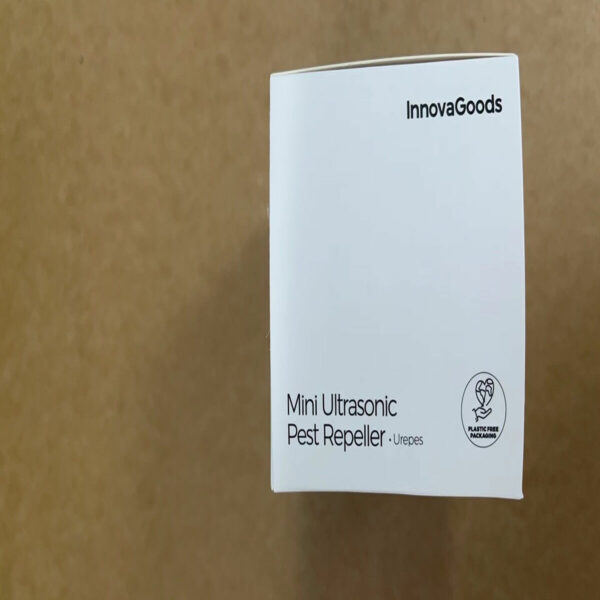 InnovaGoods
Mini Ultrasonic
Pest Repeller • Urepes
PLASTIC FREE
PACKAGING